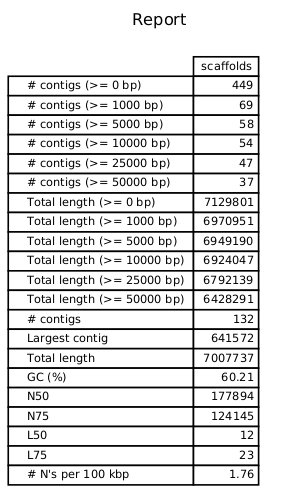 Report
scaffolds
# contigs (>= 0 bp) 449
# contigs (>= 1000 bp) 69
# contigs (>= 5000 bp) 58
# contigs (>= 10000 bp) 54
# contigs (>= 25000 bp) 47
# contigs (>= 50000 bp) 37
Total length (>= 0 bp) 7129801
Total length (>= 1000 bp) 6970951
Total length (>= 5000 bp) 6949190
Total length (>= 10000 bp) 6924047
Total length (>= 25000 bp) 6792139
Total length (>= 50000 bp) 6428291
# contigs 132
Largest contig 641572
Total length 7007737
GC (%) 60.21
N50 177894
N75 124145
L50 12
L75 23
# N's per 100 kbp 1.76